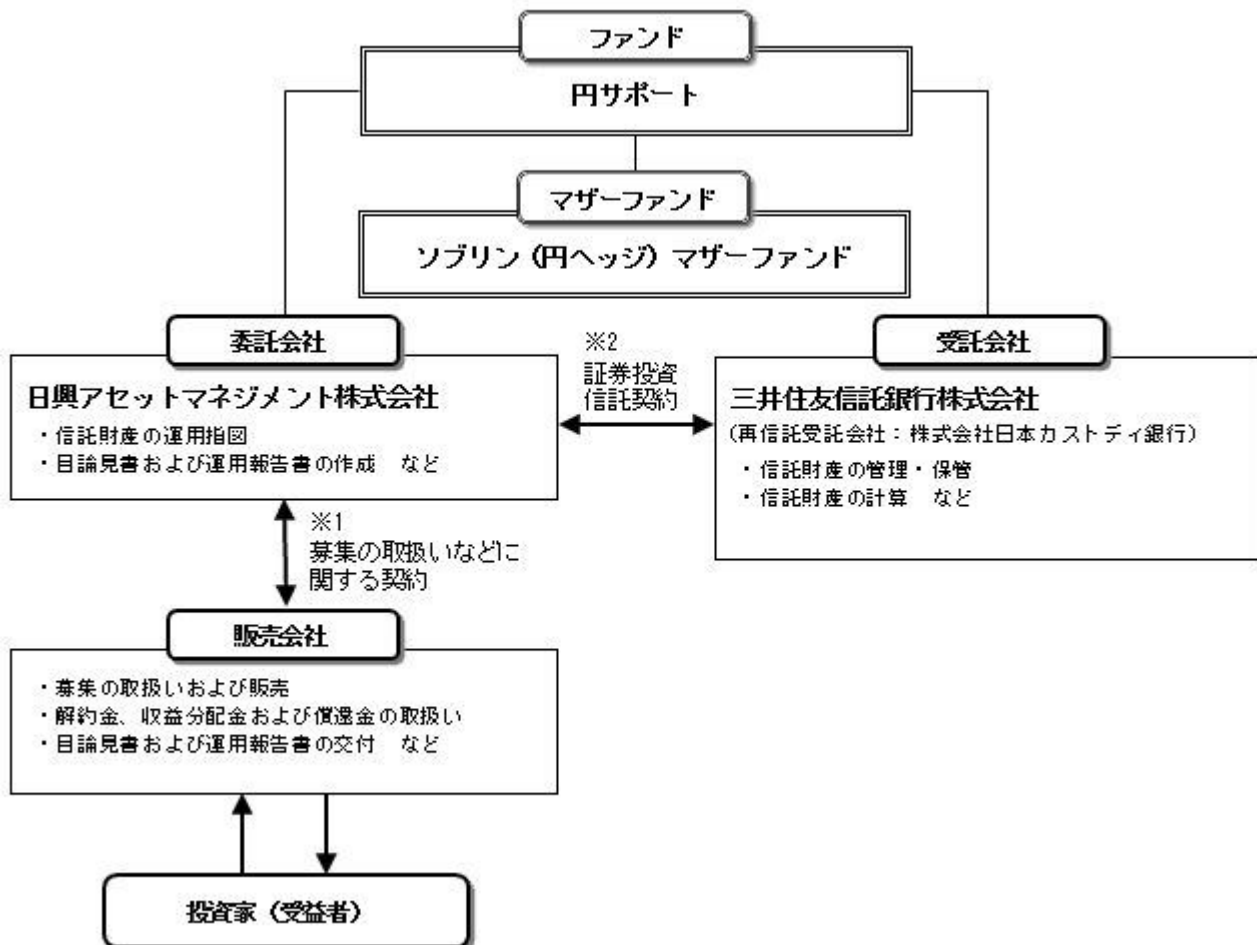 ファンド
円サポート
マザーファンド
ソブリン（円ヘッジ）マザーファンド
委託会社
日興アセットマネジメント株式会社
・信託財産の運用指図
・目論見書および運用報告書の作成　など
※2
証券投資
信託契約
受託会社
三井住友信託銀行株式会社
（再信託受託会社：株式会社日本カストディ銀行）
・信託財産の管理・保管
・信託財産の計算　など
※1
募集の取扱いなどに
関する契約
販売会社
・募集の取扱いおよび販売
・解約金、収益分配金および償還金の取扱い
・目論見書および運用報告書の交付　など
投資家（受益者）